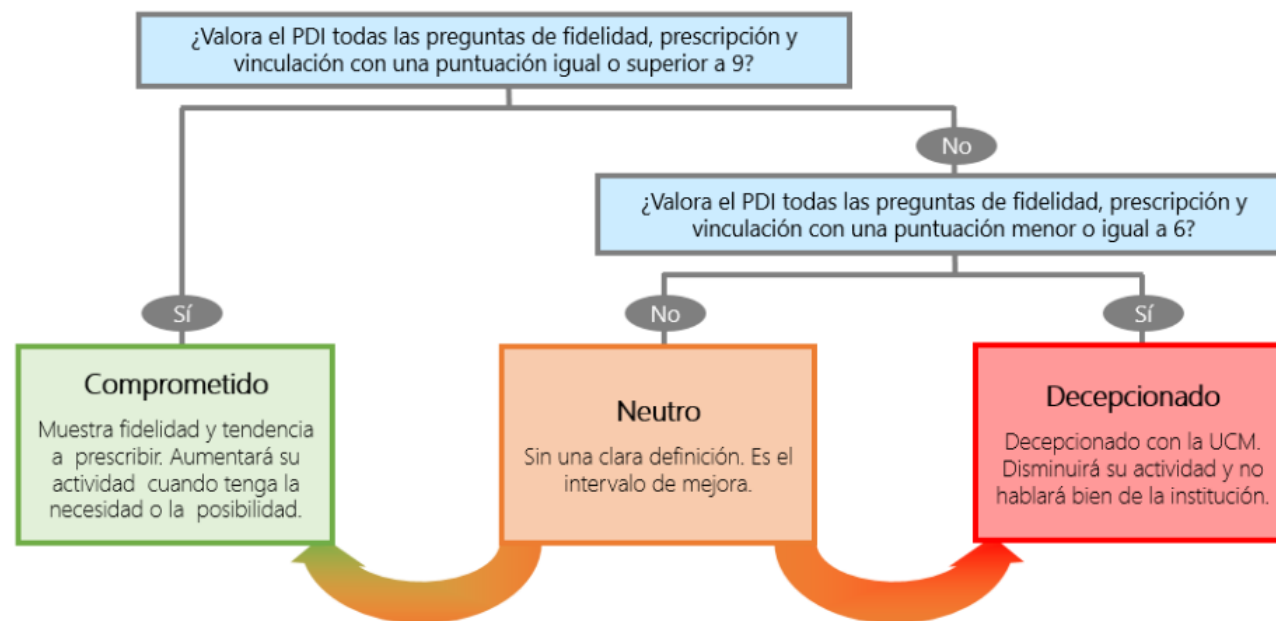 ¿Valora el PDI todas las preguntas de fidelidad, prescripción y
vinculación con una puntuación igual o superior a 9?
No
¿Valora el PDI todas las preguntas de fidelidad, prescripción y
vinculación con una puntuación menor o igual a 6?
Sí
No
Sí
Comprometido
Muestra fidelidad y tendencia
a prescribir. Aumentará su
actividad cuando tenga la
necesidad o la posibilidad.
Neutro
Sin una clara definición. Es el
intervalo de mejora.
Decepcionado
Decepcionado con la UCM.
Disminuirá su actividad y no
hablará bien de la institución.